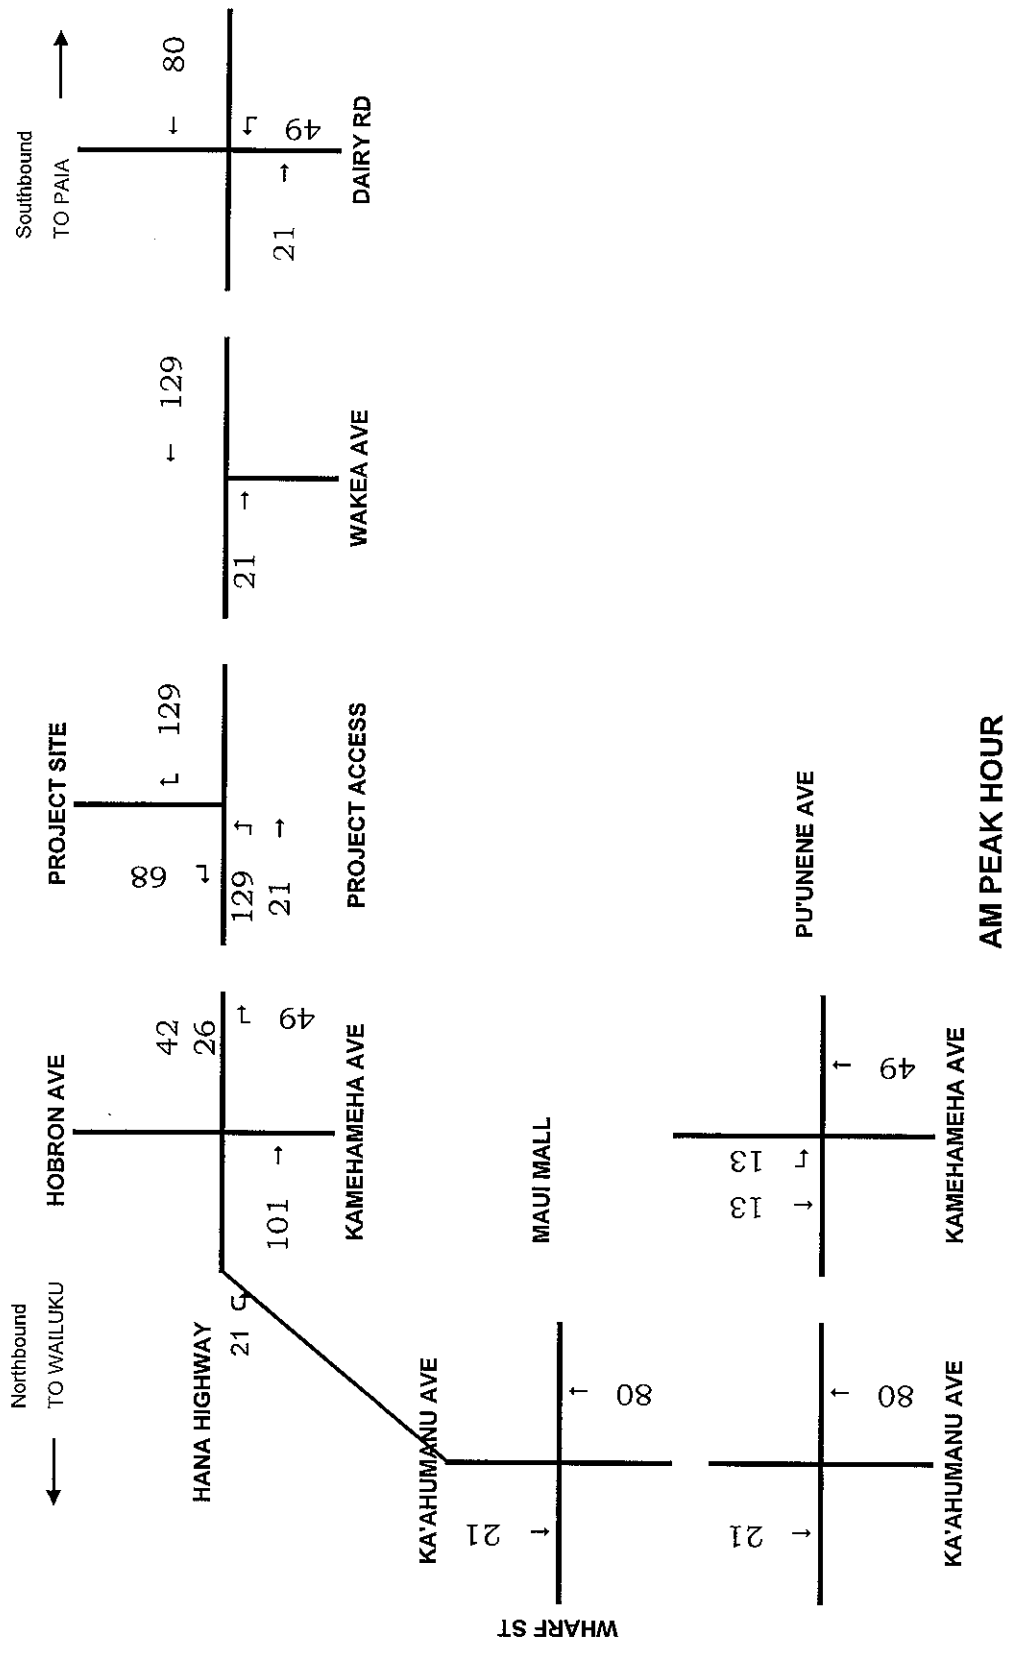 Northbound
TO WAILUKU
Southbound
TO PAIA
HOBRON AVE
PROJECT SITE
HANA HIGHWAY
21
42
26
101
49
KAMEHAMEHA AVE
68
129
129
21
PROJECT ACCESS
129
21
WAKEA AVE
80
49
21
DAIRY RD
KA'AHUMANU AVE
MAUI MALL
WHARF ST
21
80
PU'UNENE AVE
21
80
KA'AHUMANU AVE
13
13
49
KAMEHAMEHA AVE
AM PEAK HOUR